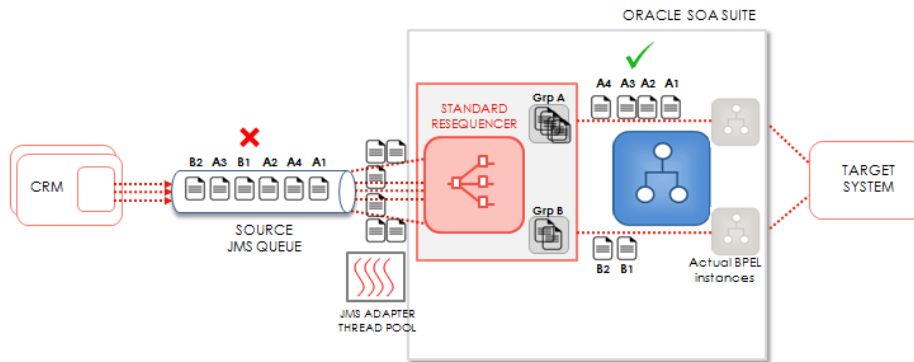 ORACLE SOA SUITE
A4 A3 A2 A1
Grp A
STANDARD
RESEQUENCER
B2 A3 B1 A2 A4 A1
CRM
TARGET
SYSTEM
Grp B
SOURCE
JMS QUEUE
B2 B1
Actual BPEL
instances
JMS ADAPTER
THREAD POOL